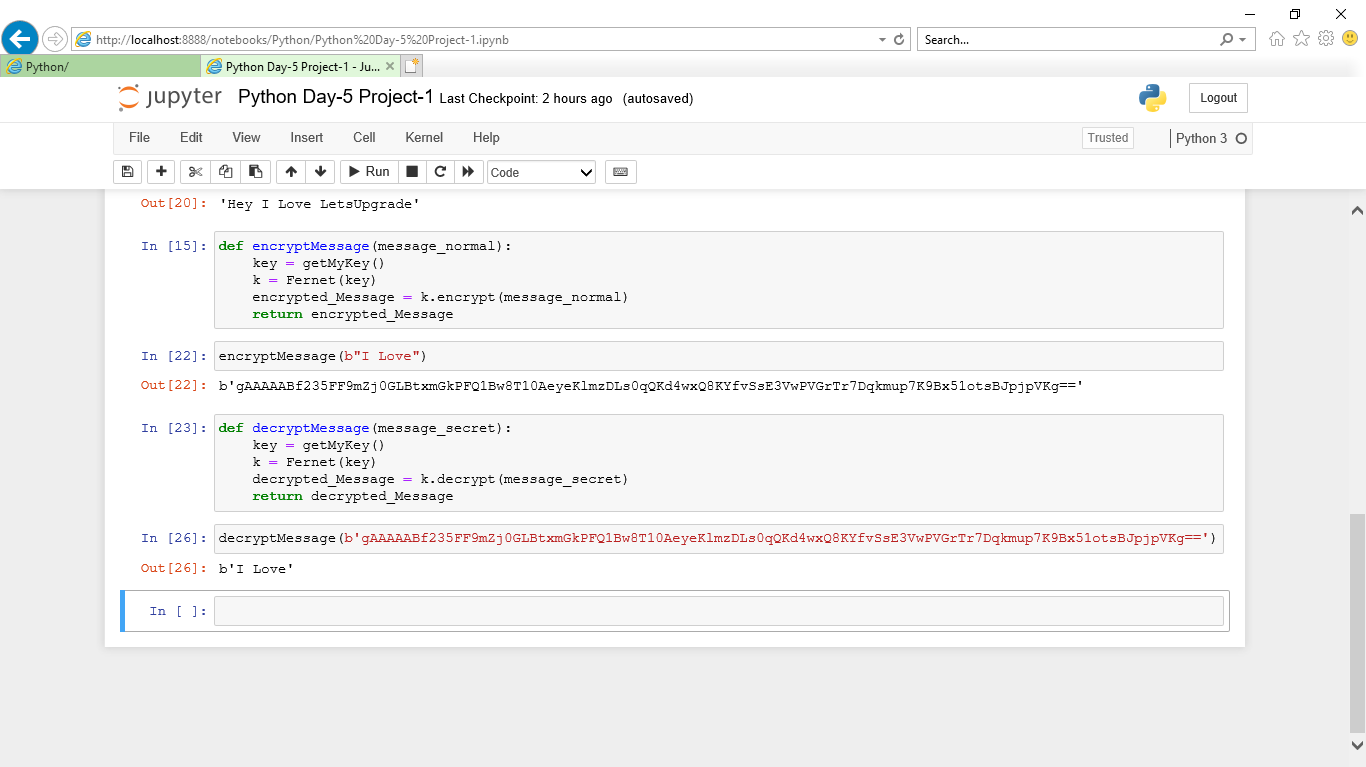 http://localhost:8888/notebooks/Python/Python%20Day-5%20Project-1.ipynb
Search...
Python/
Python Day-5 Project-1 - Ju...
jupyter Python Day-5 Project-1 Last Checkpoint: 2 hours ago (autosaved)
Logout
File Edit View Insert Cell Kernel Help
Trusted
Python 3
Run
Code
Out[20]: 'Hey I Love LetsUpgrade'
In [15]: def encryptMessage(message_normal):
    key = getMyKey()
    k = Fernet(key)
    encrypted_Message = k.encrypt(message_normal)
    return encrypted_Message
In [22]: encryptMessage(b"I Love")
Out[22]: b'gAAAAABf235FF9mZj0GLBtxmGkPFQ1Bw8T10AeyeKlmzDLs0qQKd4wxQ8KYfvSsE3VwPVGrTr7Dqkmup7K9Bx51otsBJpjpVKg=='
In [23]: def decryptMessage(message_secret):
    key = getMyKey()
    k = Fernet(key)
    decrypted_Message = k.decrypt(message_secret)
    return decrypted_Message
In [26]: decryptMessage(b'gAAAAABf235FF9mZj0GLBtxmGkPFQ1Bw8T10AeyeKlmzDLs0qQKd4wxQ8KYfvSsE3VwPVGrTr7Dqkmup7K9Bx51otsBJpjpVKg==')
Out[26]: b'I Love'
In [ ]: